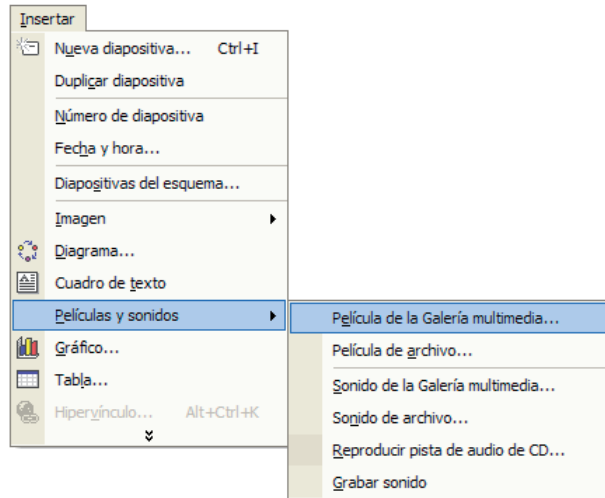 Insertar
Nueva diapositiva... Ctrl+I
Duplicar diapositiva
Número de diapositiva
Fecha y hora...
Diapositivas del esquema...
Imagen
Diagrama...
Cuadro de texto
Películas y sonidos
Gráfico...
Tabla...
Hipervínculo... Alt+Ctrl+K
Película de la Galería multimedia...
Película de archivo...
Sonido de la Galería multimedia...
Sonido de archivo...
Reproducir pista de audio de CD...
Grabar sonido